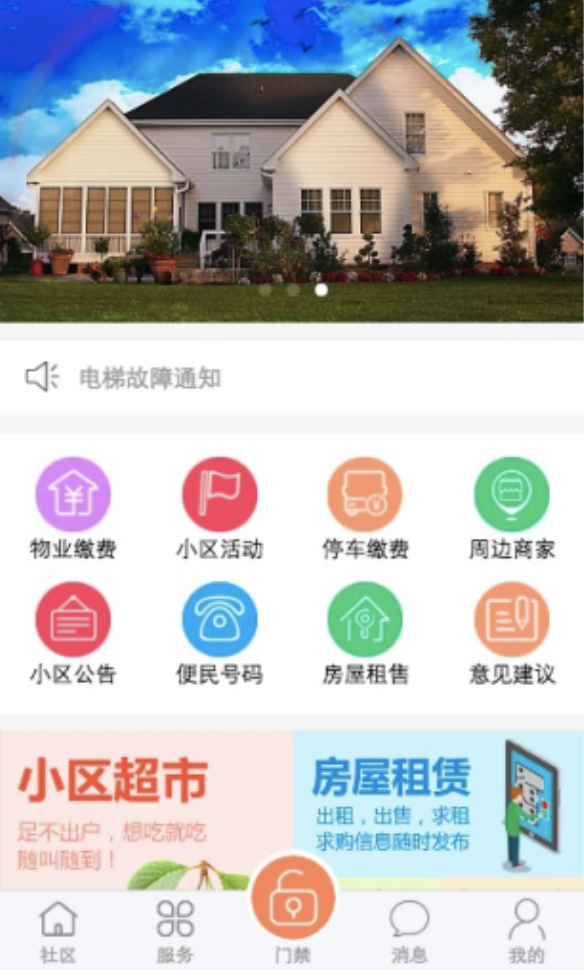 电梯故障通知
物业缴费 小区活动 停车缴费 周边商家
小区公告 便民号码 房屋租售 意见建议
小区超市
足不出户，想吃就吃
随叫随到！
房屋租赁
出租，出售，求租
求购信息随时发布
社区 服务 门禁 消息 我的